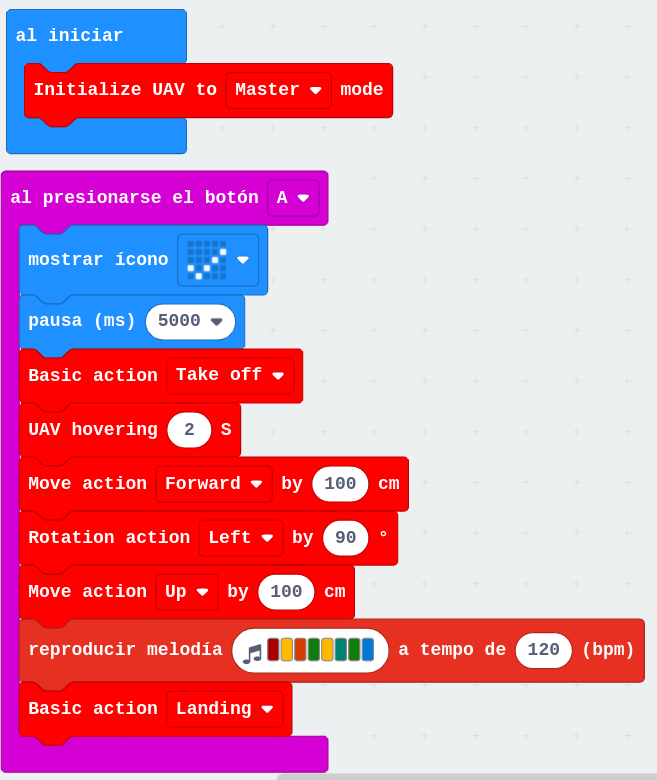 al iniciar
Initialize UAV to Master mode
al presionarse el botón A
mostrar ícono
pausa (ms) 5000
Basic action Take off
UAV hovering 2 S
Move action Forward by 100 cm
Rotation action Left by 90 °
Move action Up by 100 cm
reproducir melodía a tempo de 120 (bpm)
Basic action Landing